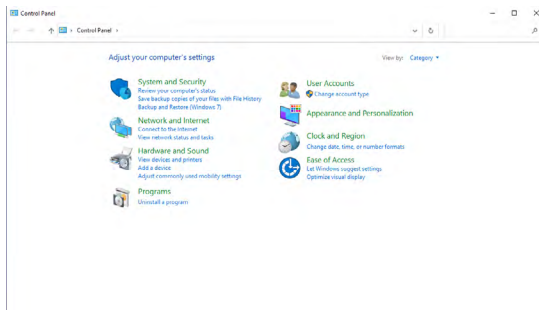 Control Panel
Control Panel
Adjust your computer's settings
View by: Category
System and Security
Review your computer's status
Save backup copies of your files with File History
Backup and Restore (Windows 7)
Network and Internet
Connect to the Internet
View network status and tasks
Hardware and Sound
View devices and printers
Add a device
Adjust commonly used mobility settings
Programs
Uninstall a program
User Accounts
Change account type
Appearance and Personalization
Clock and Region
Change date, time, or number formats
Ease of Access
Let Windows suggest settings
Optimize visual display